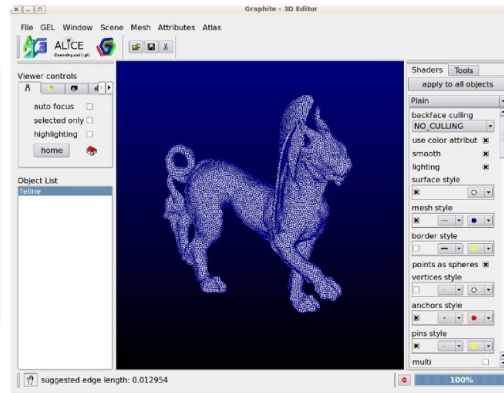 Graphite - 3D Editor
File GEL Window Scene Mesh Attributes Atlas
ALICE
Geometry and Light
Viewer controls
auto focus
selected only
highlighting
home
Object List
feline
Shaders Tools
apply to all objects
Plain
backface culling
NO_CULLING
use color attribut
smooth
lighting
surface style
mesh style
border style
points as spheres
vertices style
anchors style
pins style
multi
suggested edge length: 0.012954
100%